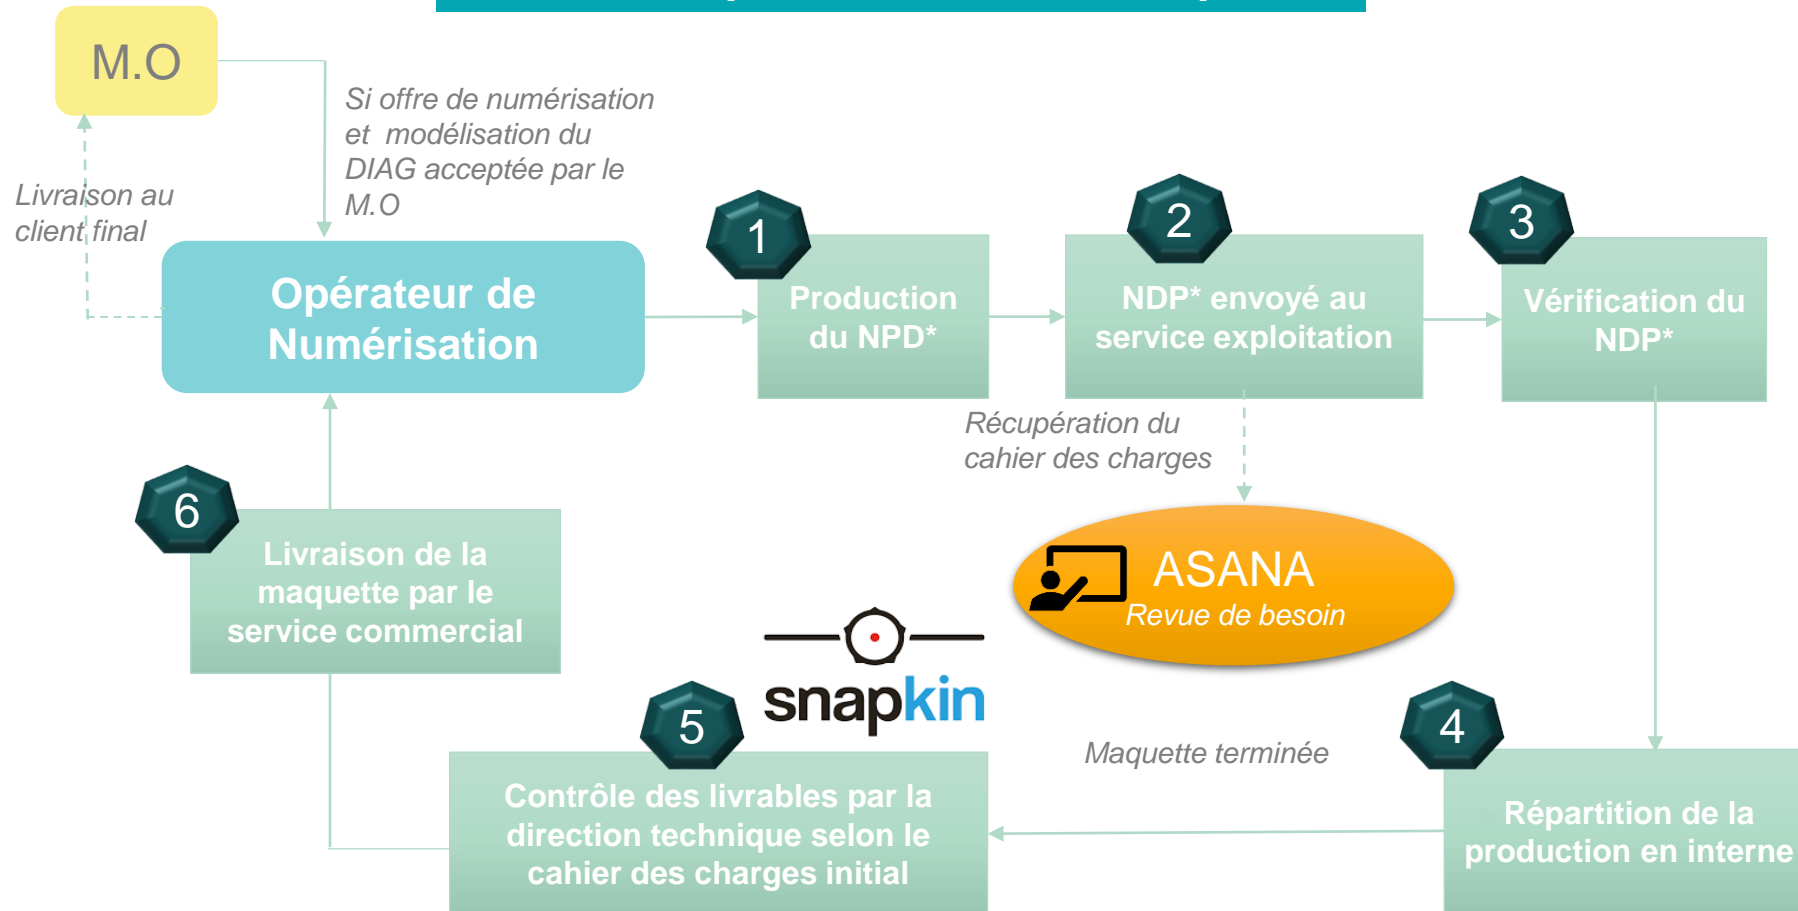 M.O
Si offre de numérisation
et modélisation du
DIAG acceptée par le
M.O
Livraison au
client final
Opérateur de
Numérisation
1
Production
du NPD*
2
NDP* envoyé au
service exploitation
3
Vérification du
NDP*
Récupération du
cahier des charges
ASANA
Revue de besoin
6
Livraison de la
maquette par le
service commercial
snapkin
5
Contrôle des livrables par la
direction technique selon le
cahier des charges initial
Maquette terminée
4
Répartition de la
production en interne